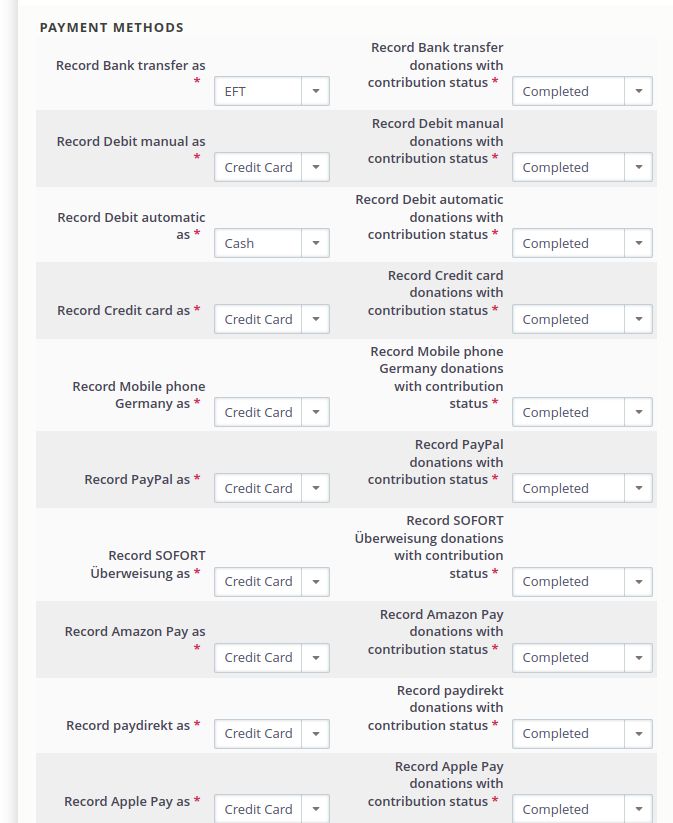 PAYMENT METHODS
Record Bank transfer as
*
EFT
Record Bank transfer
donations with
contribution status *
Completed
Record Debit manual as
*
Credit Card
Record Debit manual
donations with
contribution status *
Completed
Record Debit automatic
as *
Cash
Record Debit automatic
donations with
contribution status *
Completed
Record Credit card as *
Credit Card
Record Credit card
donations with
contribution status *
Completed
Record Mobile phone
Germany as *
Credit Card
Record Mobile phone
Germany donations
with contribution
status *
Completed
Record PayPal as *
Credit Card
Record PayPal
donations with
contribution status *
Completed
Record SOFORT
Überweisung as *
Credit Card
Record SOFORT
Überweisung donations
with contribution
status *
Completed
Record Amazon Pay as
*
Credit Card
Record Amazon Pay
donations with
contribution status *
Completed
Record paydirekt as *
Credit Card
Record paydirekt
donations with
contribution status *
Completed
Record Apple Pay as *
Credit Card
Record Apple Pay
donations with
contribution status *
Completed